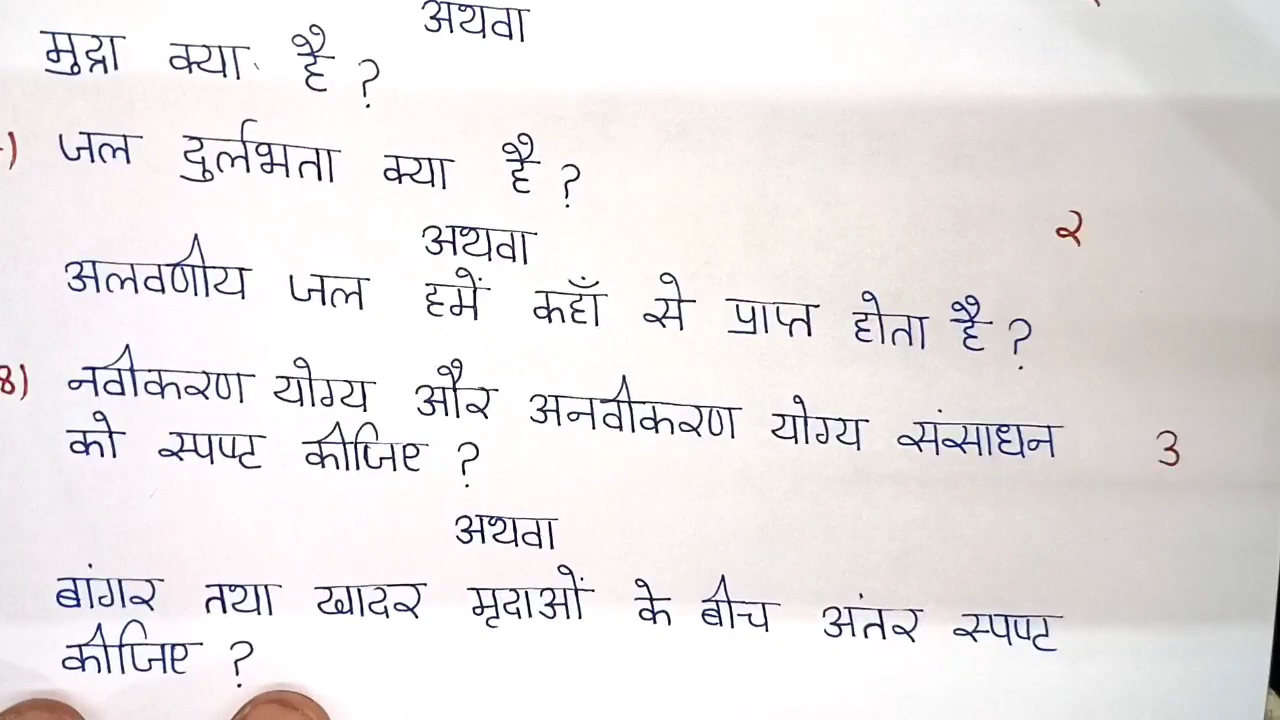 अथवा
मुद्रा क्या है ?
) जल दुर्लभता क्या है ?
२
अथवा
अलवणीय जल हमें कहाँ से प्राप्त होता है ?
8) नवीकरण योग्य और अनवीकरण योग्य संसाधन 3
को स्पष्ट कीजिए ?
अथवा
बांगर तथा खादर मृदाओं के बीच अंतर स्पष्ट
कीजिए ?